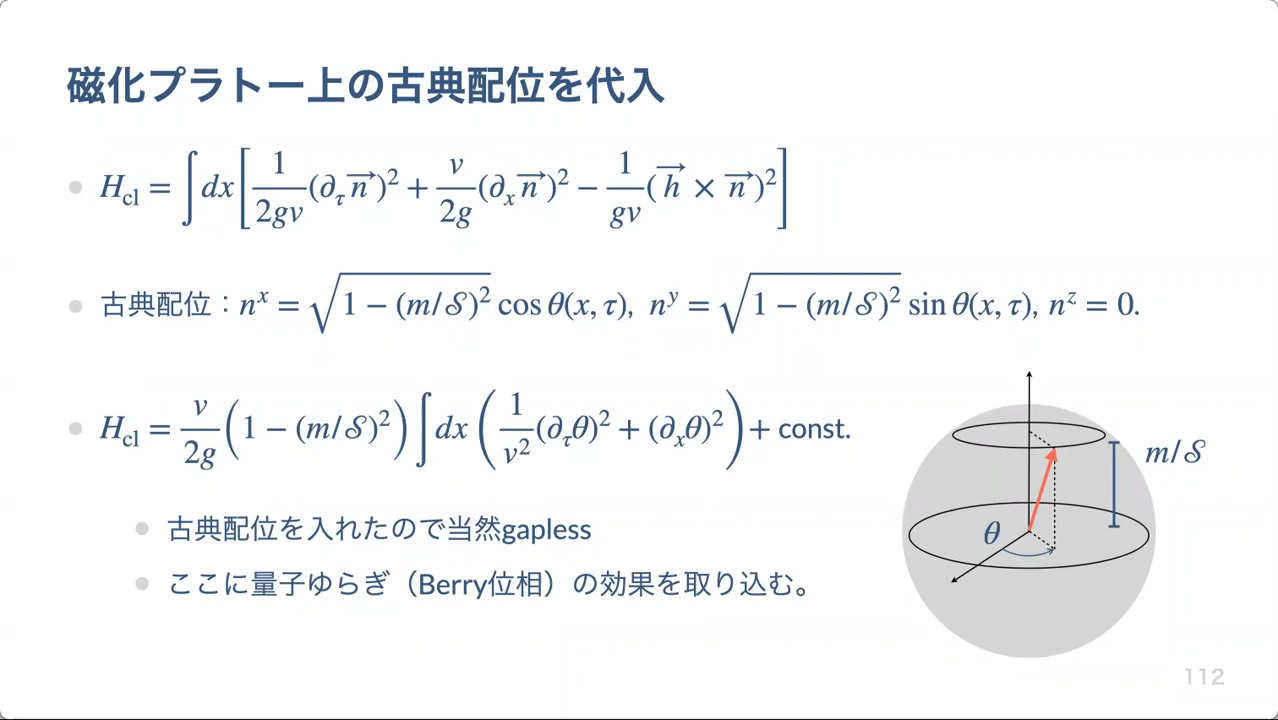 磁化プラトー上の古典配位を代入
H_cl = ∫dx[1/(2gv) (∂_τ n⃗)² + v/(2g) (∂_x n⃗)² − 1/(gv) (h⃗ × n⃗)²]
古典配位：n^x = √(1 − (m/𝒮)²) cos θ(x, τ), n^y = √(1 − (m/𝒮)²) sin θ(x, τ), n^z = 0.
H_cl = v/(2g) (1 − (m/𝒮)²) ∫dx (1/v² (∂_τ θ)² + (∂_x θ)²) + const.
m/𝒮
θ
古典配位を入れたので当然gapless
ここに量子ゆらぎ（Berry位相）の効果を取り込む。
112